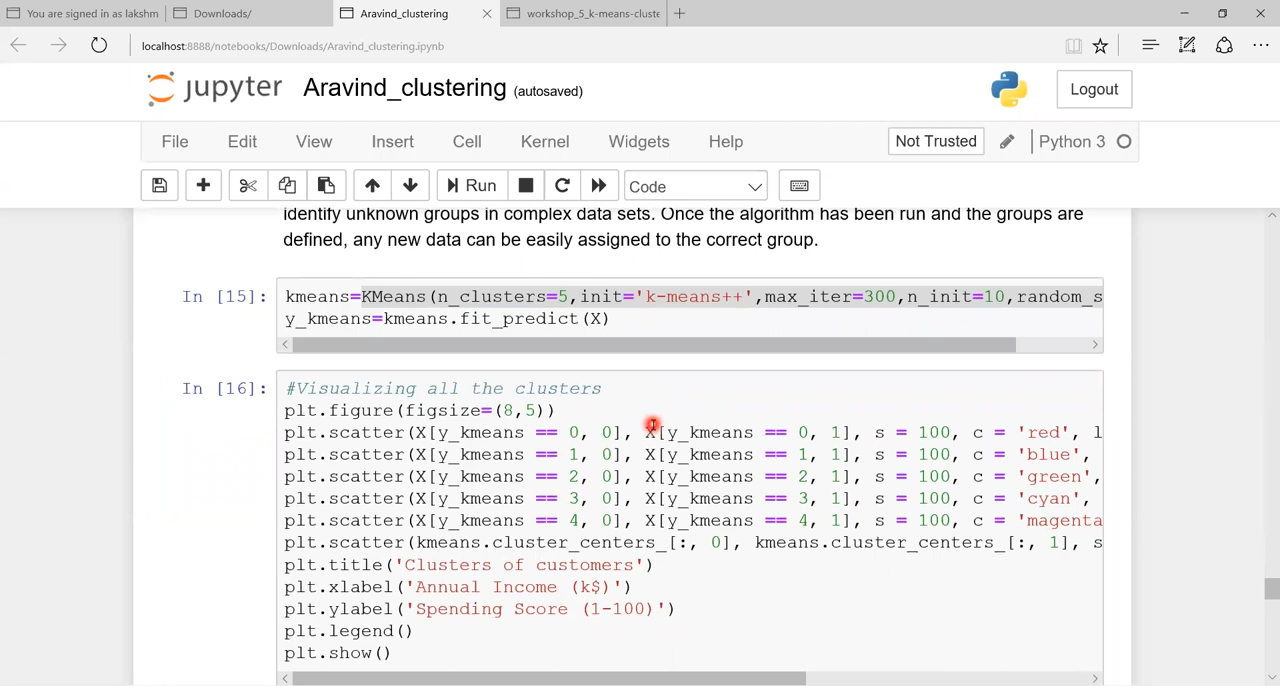 You are signed in as lakshm
Downloads/
Aravind_clustering
workshop_5_k-means-cluste
localhost:8888/notebooks/Downloads/Aravind_clustering.ipynb
jupyter Aravind_clustering (autosaved)
Logout
File Edit View Insert Cell Kernel Widgets Help
Not Trusted
Python 3
Run
Code
identify unknown groups in complex data sets. Once the algorithm has been run and the groups are
defined, any new data can be easily assigned to the correct group.
In [15]: kmeans=KMeans(n_clusters=5,init='k-means++',max_iter=300,n_init=10,random_s
y_kmeans=kmeans.fit_predict(X)
In [16]: #Visualizing all the clusters
plt.figure(figsize=(8,5))
plt.scatter(X[y_kmeans == 0, 0], X[y_kmeans == 0, 1], s = 100, c = 'red', l
plt.scatter(X[y_kmeans == 1, 0], X[y_kmeans == 1, 1], s = 100, c = 'blue',
plt.scatter(X[y_kmeans == 2, 0], X[y_kmeans == 2, 1], s = 100, c = 'green',
plt.scatter(X[y_kmeans == 3, 0], X[y_kmeans == 3, 1], s = 100, c = 'cyan',
plt.scatter(X[y_kmeans == 4, 0], X[y_kmeans == 4, 1], s = 100, c = 'magenta
plt.scatter(kmeans.cluster_centers_[:, 0], kmeans.cluster_centers_[:, 1], s
plt.title('Clusters of customers')
plt.xlabel('Annual Income (k$)')
plt.ylabel('Spending Score (1-100)')
plt.legend()
plt.show()